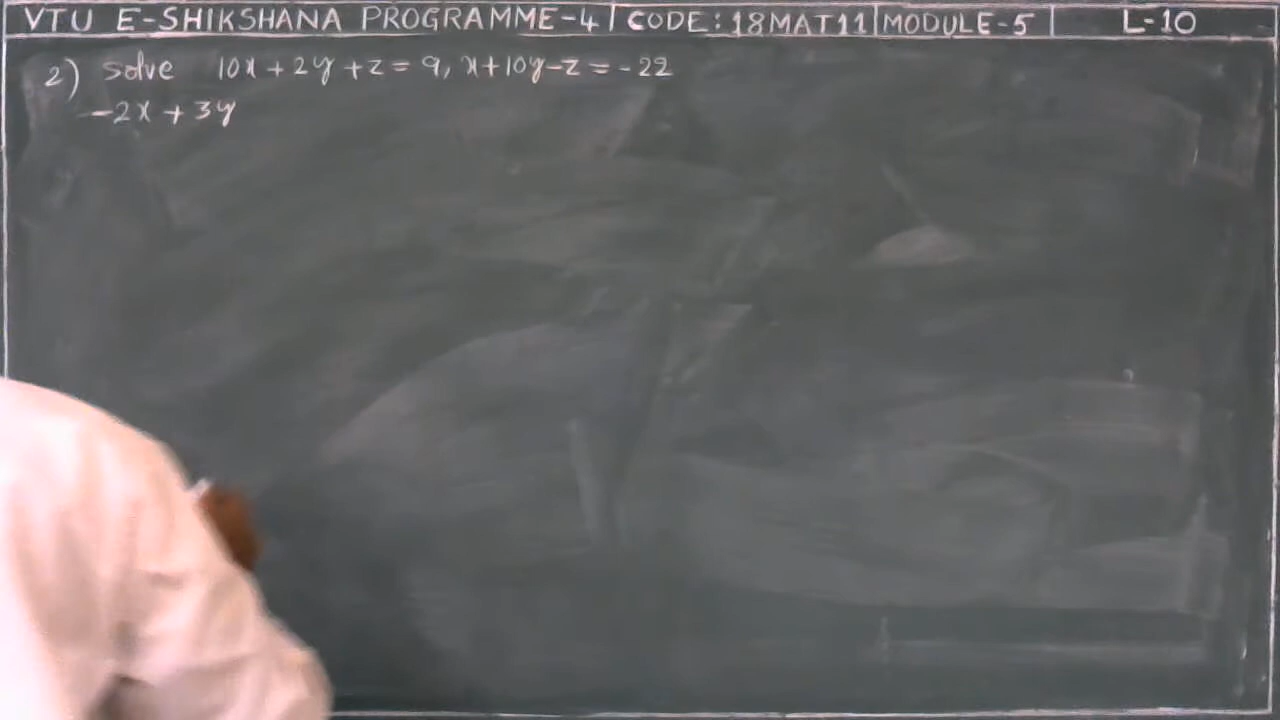 VTU E-SHIKSHANA PROGRAMME-4 | CODE: 18MAT11 | MODULE-5 | L-10
2) solve 10x + 2y + z = 9, x+10y-z = -22
-2x + 3y